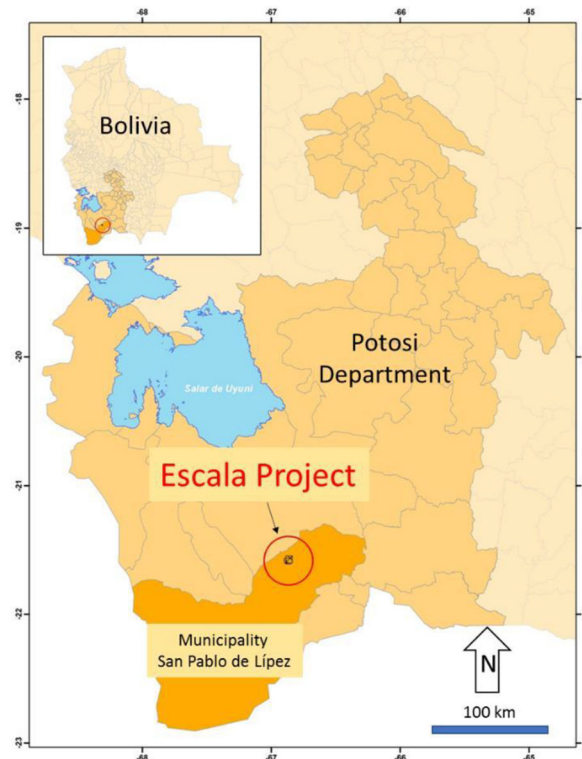 -68
-67
-66
-65
Bolivia
-18
-19
-20
-21
-22
-23
Potosi
Department
Salar de Uyuni
Escala Project
Municipality
San Pablo de Lípez
N
100 km
-68
-67
-66
-65